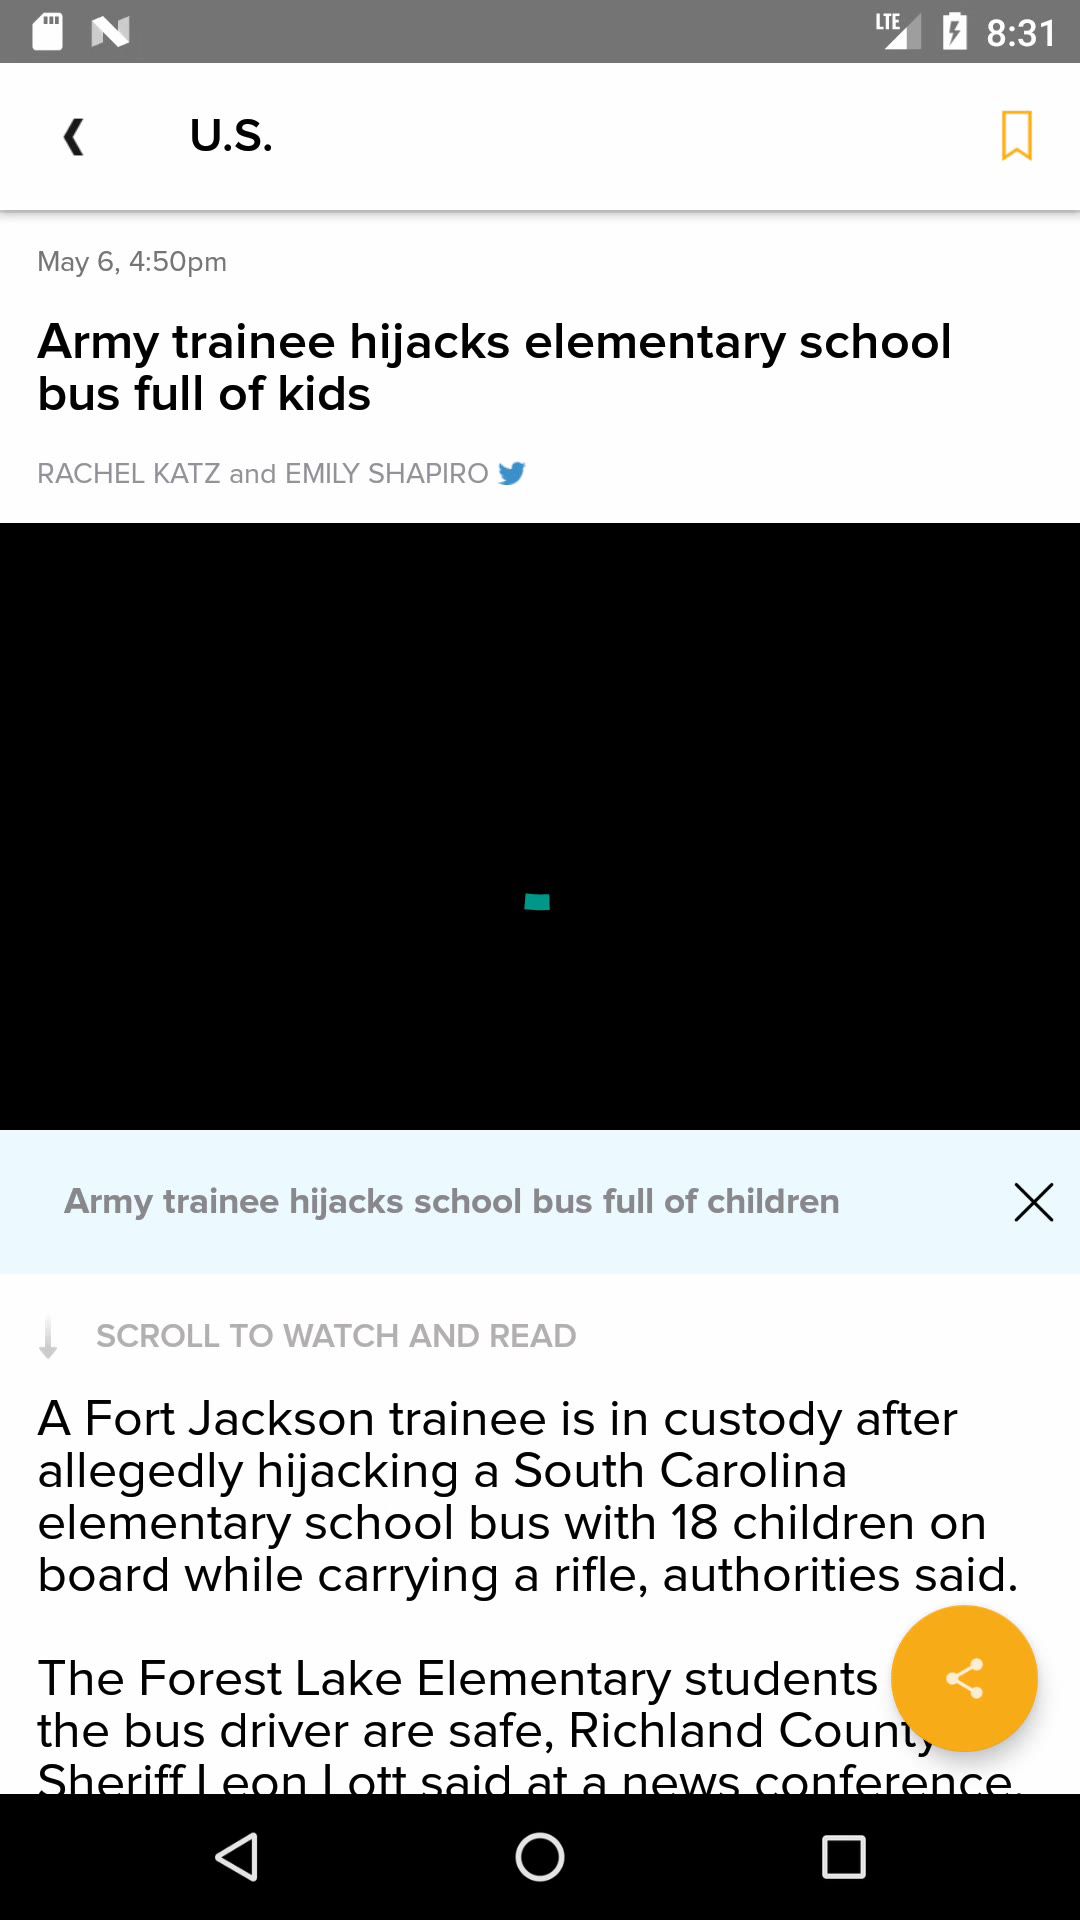 LTE 8:31
U.S.
May 6, 4:50pm
Army trainee hijacks elementary school
bus full of kids
RACHEL KATZ and EMILY SHAPIRO
Army trainee hijacks school bus full of children
SCROLL TO WATCH AND READ
A Fort Jackson trainee is in custody after
allegedly hijacking a South Carolina
elementary school bus with 18 children on
board while carrying a rifle, authorities said.
The Forest Lake Elementary students
the bus driver are safe, Richland County
Sheriff Leon Lott said at a news conference.